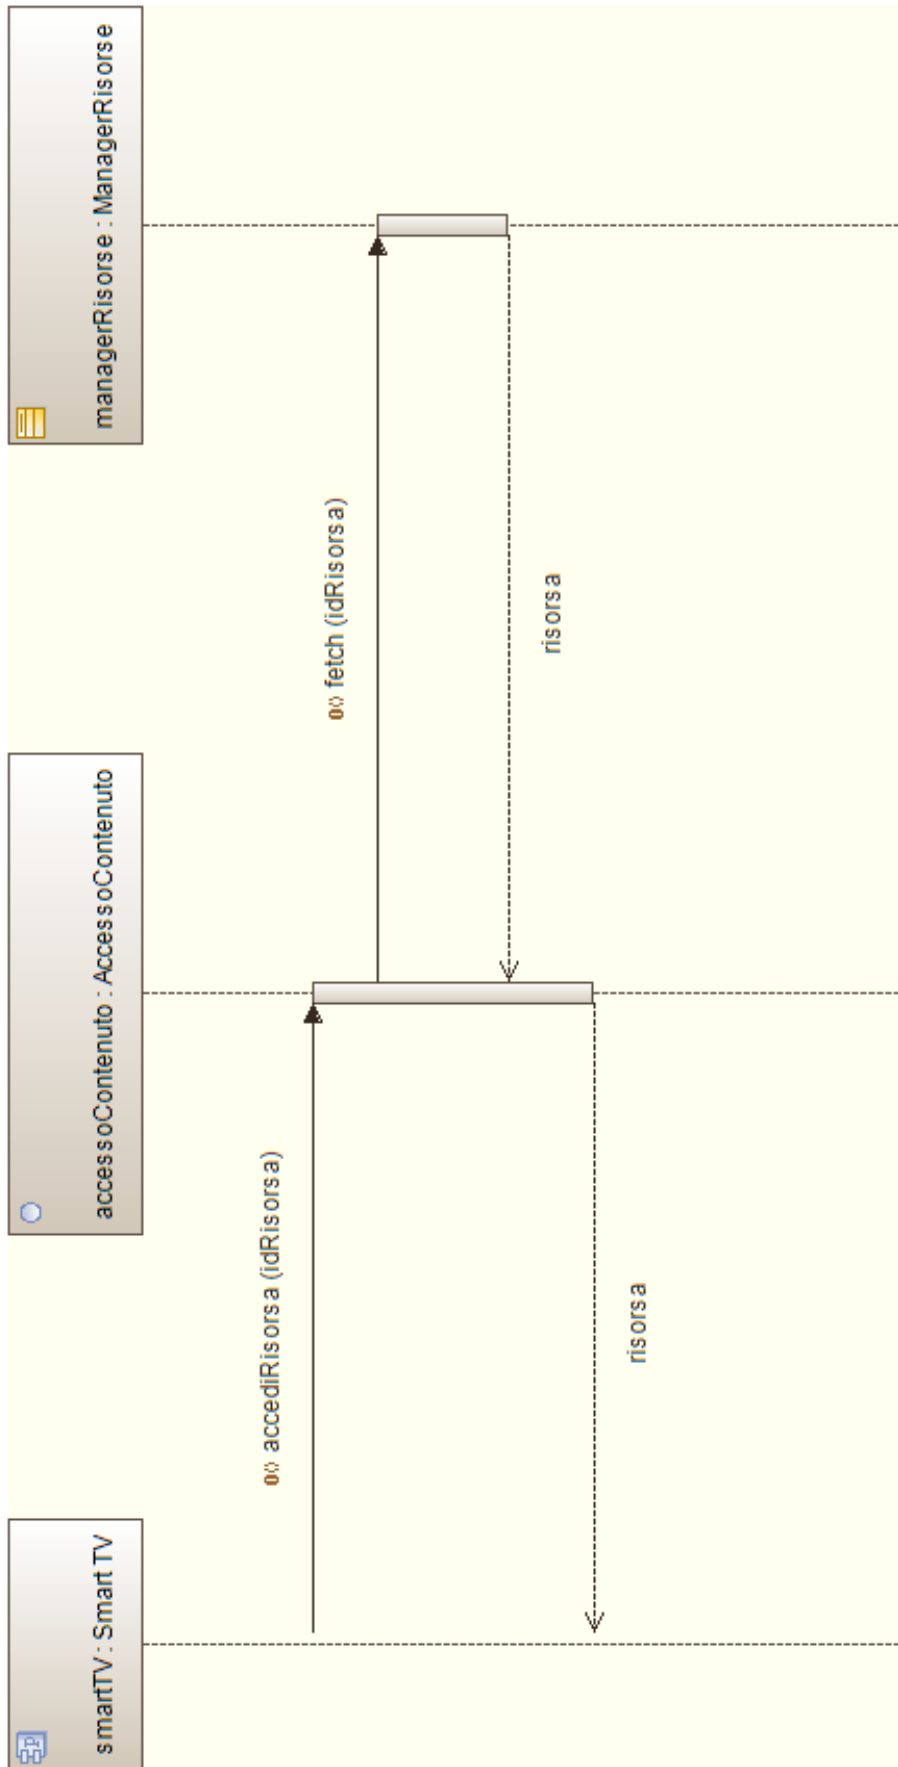 smartTV : Smart TV
accessoContenuto : AccessoContenuto
managerRisorse : ManagerRisorse
accediRisorsa (idRisorsa)
fetch (idRisorsa)
risorsa
risorsa